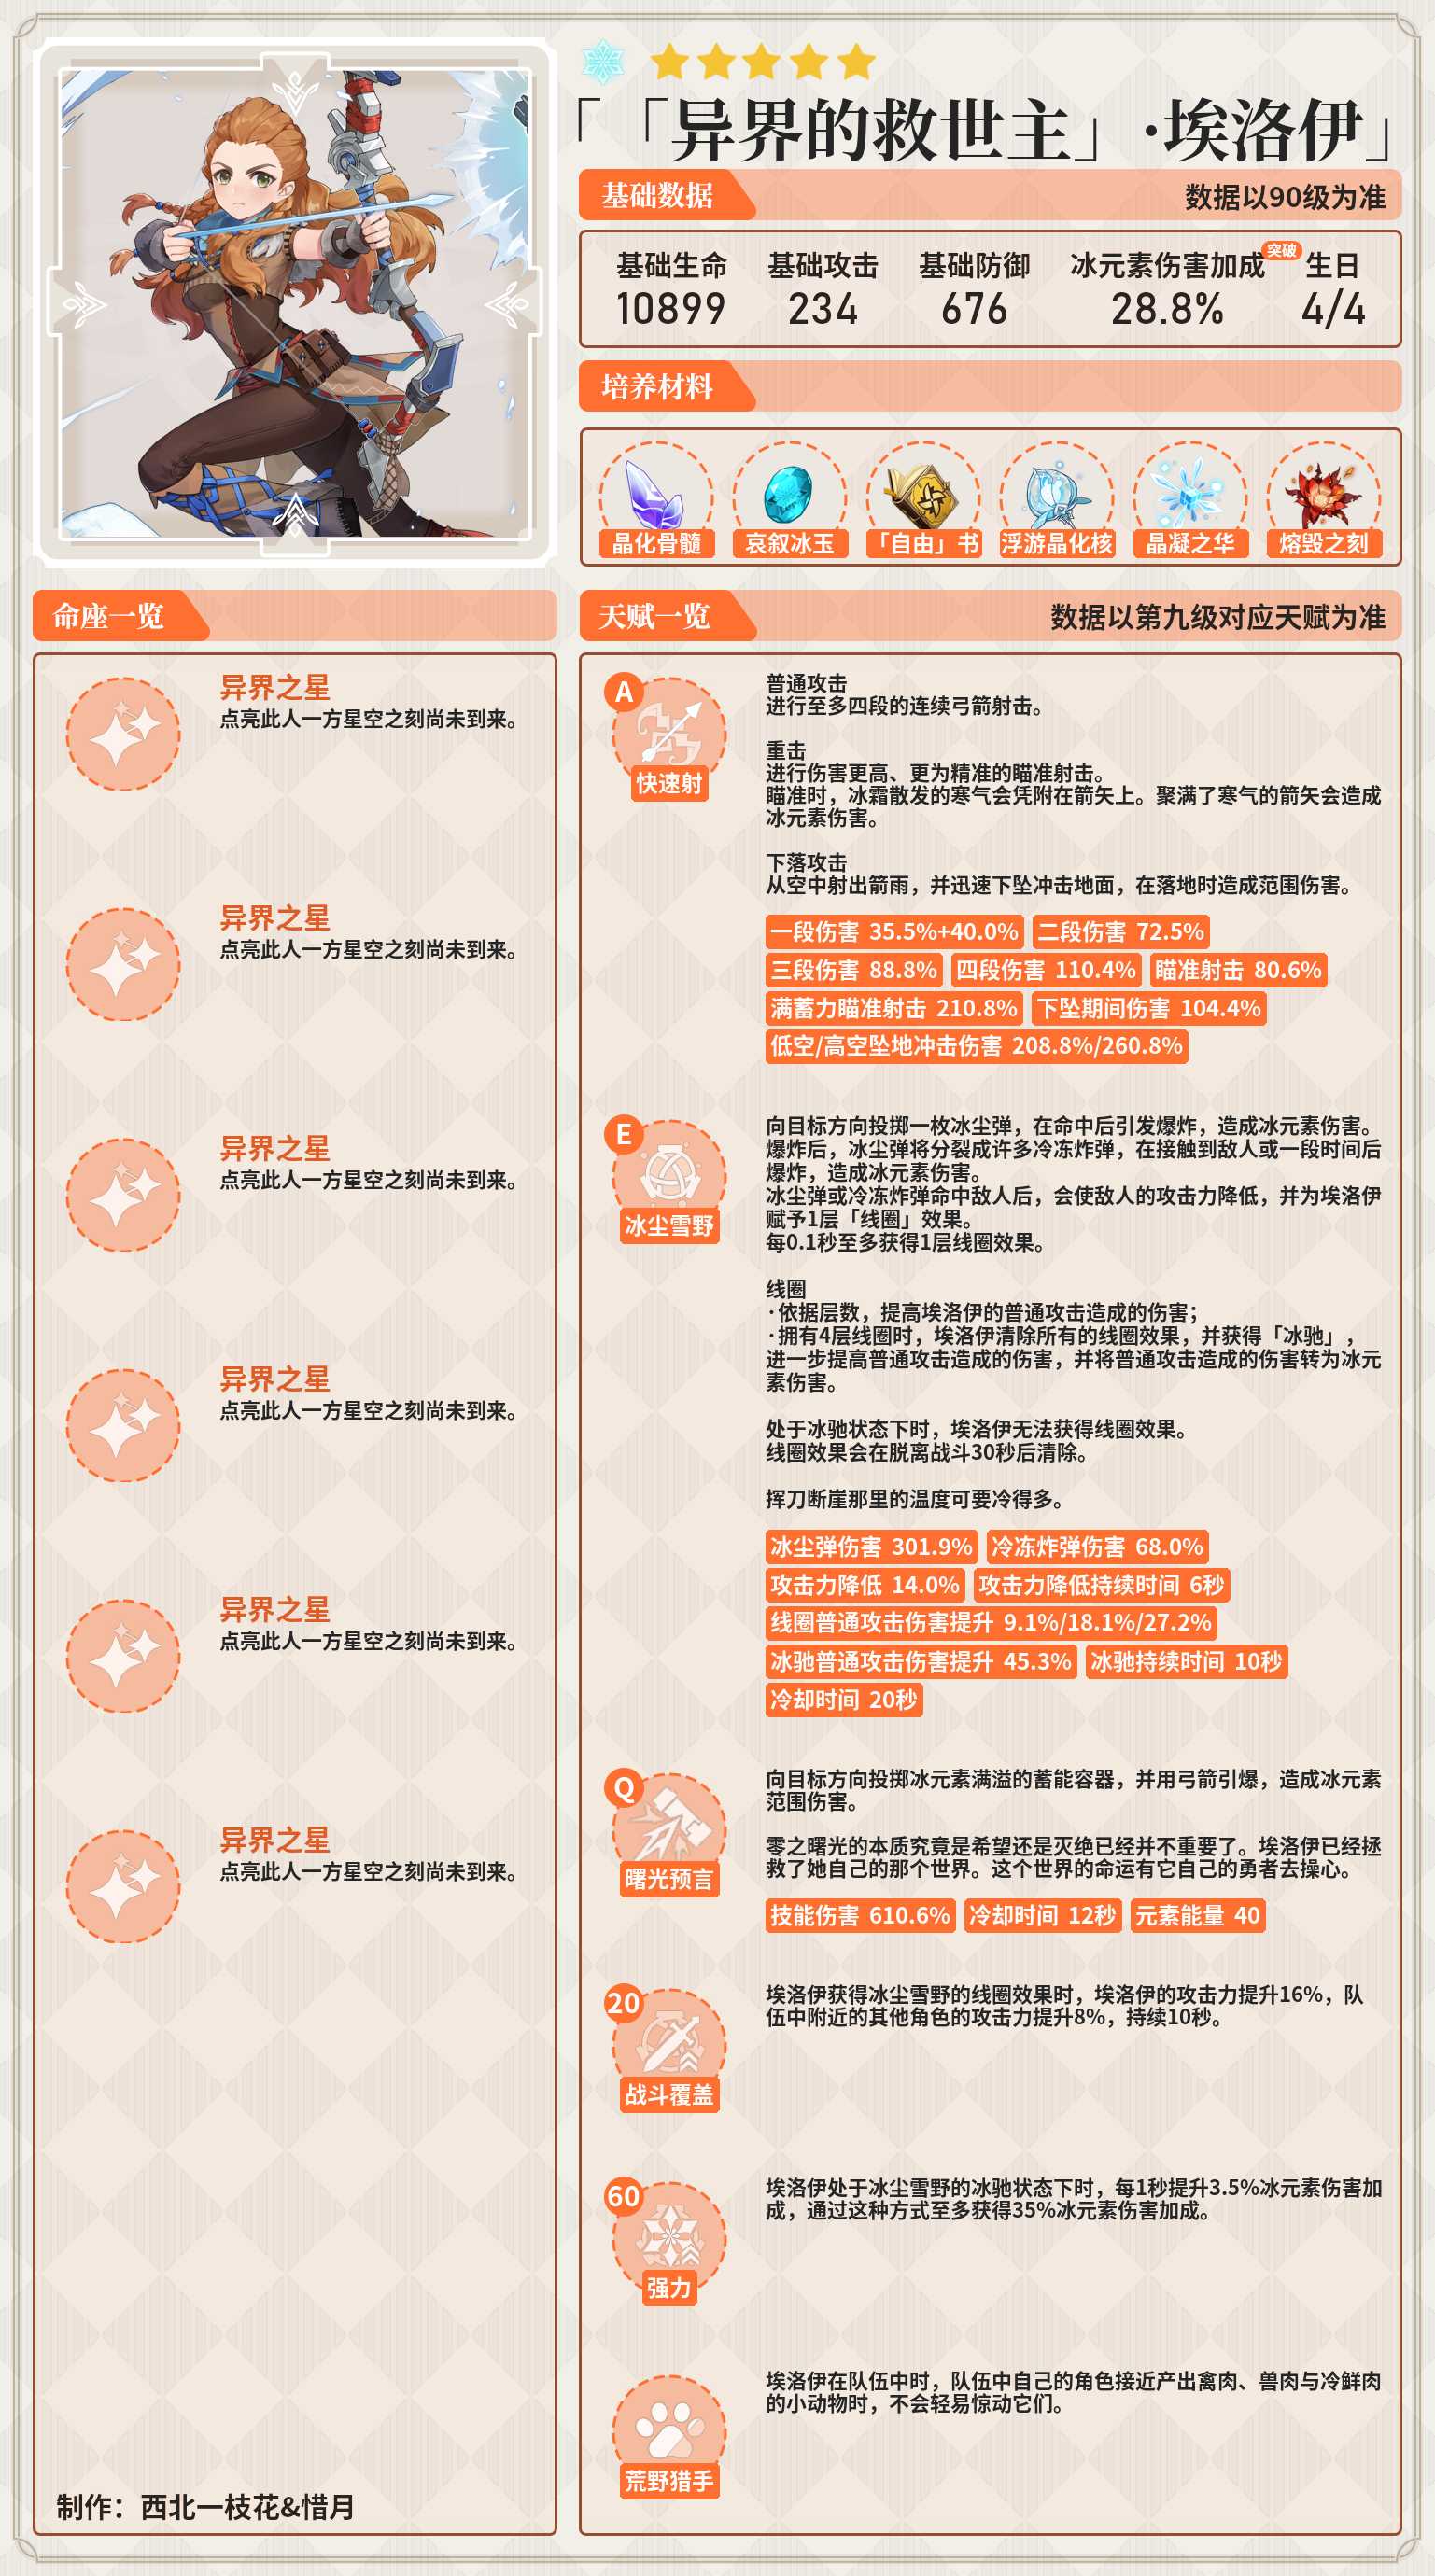 「「异界的救世主」·埃洛伊」
基础数据
数据以90级为准
基础生命
基础攻击
基础防御
冰元素伤害加成
突破
生日
10899
234
676
28.8%
4/4
培养材料
晶化骨髓
哀叙冰玉
「自由」书
浮游晶化核
晶凝之华
熔毁之刻
命座一览
异界之星
点亮此人一方星空之刻尚未到来。
异界之星
点亮此人一方星空之刻尚未到来。
异界之星
点亮此人一方星空之刻尚未到来。
异界之星
点亮此人一方星空之刻尚未到来。
异界之星
点亮此人一方星空之刻尚未到来。
异界之星
点亮此人一方星空之刻尚未到来。
制作：西北一枝花&惜月
天赋一览
数据以第九级对应天赋为准
A
快速射
普通攻击
进行至多四段的连续弓箭射击。
重击
进行伤害更高、更为精准的瞄准射击。
瞄准时，冰霜散发的寒气会凭附在箭矢上。聚满了寒气的箭矢会造成
冰元素伤害。
下落攻击
从空中射出箭雨，并迅速下坠冲击地面，在落地时造成范围伤害。
一段伤害 35.5%+40.0% 二段伤害 72.5%
三段伤害 88.8% 四段伤害 110.4% 瞄准射击 80.6%
满蓄力瞄准射击 210.8% 下坠期间伤害 104.4%
低空/高空坠地冲击伤害 208.8%/260.8%
E
冰尘雪野
向目标方向投掷一枚冰尘弹，在命中后引发爆炸，造成冰元素伤害。
爆炸后，冰尘弹将分裂成许多冷冻炸弹，在接触到敌人或一段时间后
爆炸，造成冰元素伤害。
冰尘弹或冷冻炸弹命中敌人后，会使敌人的攻击力降低，并为埃洛伊
赋予1层「线圈」效果。
每0.1秒至多获得1层线圈效果。
线圈
·依据层数，提高埃洛伊的普通攻击造成的伤害；
·拥有4层线圈时，埃洛伊清除所有的线圈效果，并获得「冰驰」，
进一步提高普通攻击造成的伤害，并将普通攻击造成的伤害转为冰元
素伤害。
处于冰驰状态下时，埃洛伊无法获得线圈效果。
线圈效果会在脱离战斗30秒后清除。
挥刀断崖那里的温度可要冷得多。
冰尘弹伤害 301.9% 冷冻炸弹伤害 68.0%
攻击力降低 14.0% 攻击力降低持续时间 6秒
线圈普通攻击伤害提升 9.1%/18.1%/27.2%
冰驰普通攻击伤害提升 45.3% 冰驰持续时间 10秒
冷却时间 20秒
Q
曙光预言
向目标方向投掷冰元素满溢的蓄能容器，并用弓箭引爆，造成冰元素
范围伤害。
零之曙光的本质究竟是希望还是灭绝已经并不重要了。埃洛伊已经拯
救了她自己的那个世界。这个世界的命运有它自己的勇者去操心。
技能伤害 610.6% 冷却时间 12秒 元素能量 40
20
战斗覆盖
埃洛伊获得冰尘雪野的线圈效果时，埃洛伊的攻击力提升16%，队
伍中附近的其他角色的攻击力提升8%，持续10秒。
60
强力
埃洛伊处于冰尘雪野的冰驰状态下时，每1秒提升3.5%冰元素伤害加
成，通过这种方式至多获得35%冰元素伤害加成。
荒野猎手
埃洛伊在队伍中时，队伍中自己的角色接近产出禽肉、兽肉与冷鲜肉
的小动物时，不会轻易惊动它们。